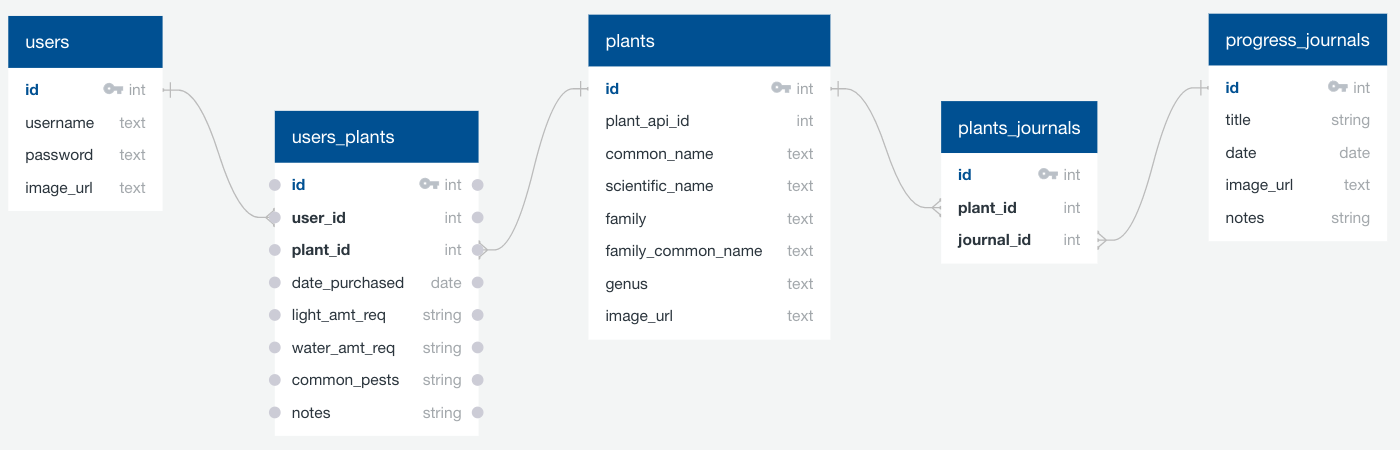 users
id int
username text
password text
image_url text
users_plants
id int
user_id int
plant_id int
date_purchased date
light_amt_req string
water_amt_req string
common_pests string
notes string
plants
id int
plant_api_id int
common_name text
scientific_name text
family text
family_common_name text
genus text
image_url text
plants_journals
id int
plant_id int
journal_id int
progress_journals
id int
title string
date date
image_url text
notes string